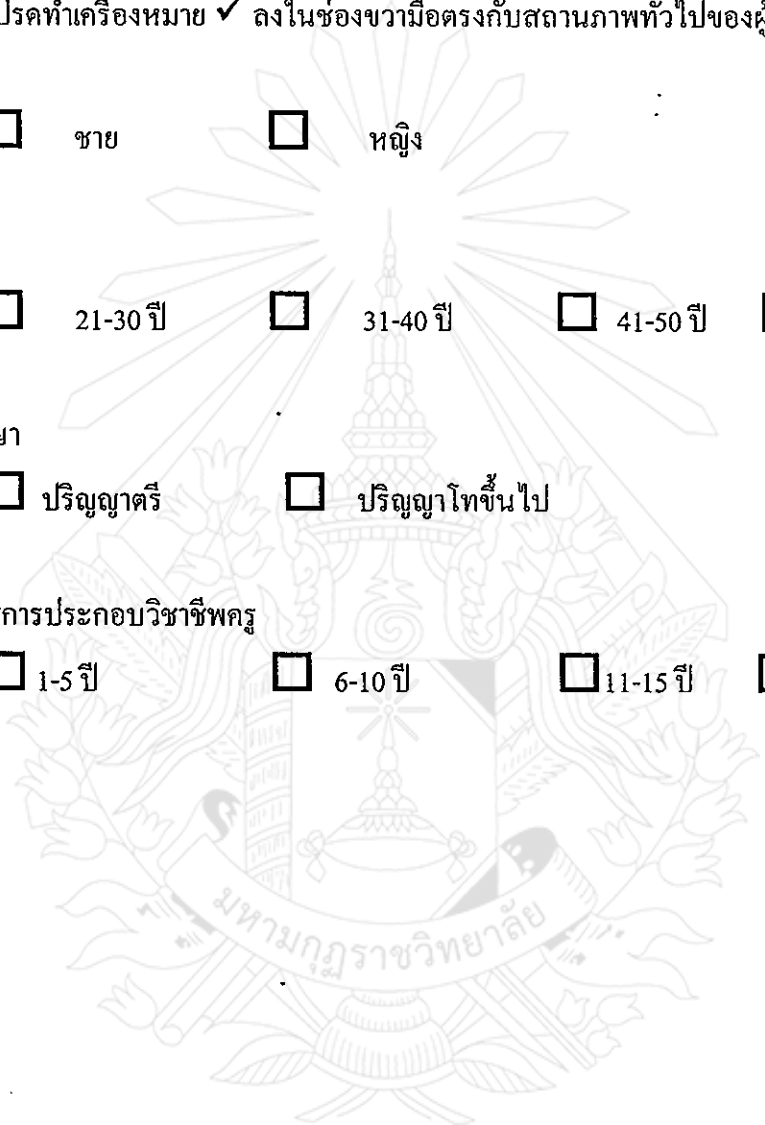 ปรดทำเครื่องหมาย ✓ ลงในช่องขวามือตรงกับสถานภาพทั่วไปของผู้
ชาย หญิง
21-30 ปี 31-40 ปี 41-50 ปี
ปริญญาตรี ปริญญาโทขึ้นไป
การประกอบวิชาชีพครู
1-5 ปี 6-10 ปี 11-15 ปี
มหามกุฏราชวิทยาลัย